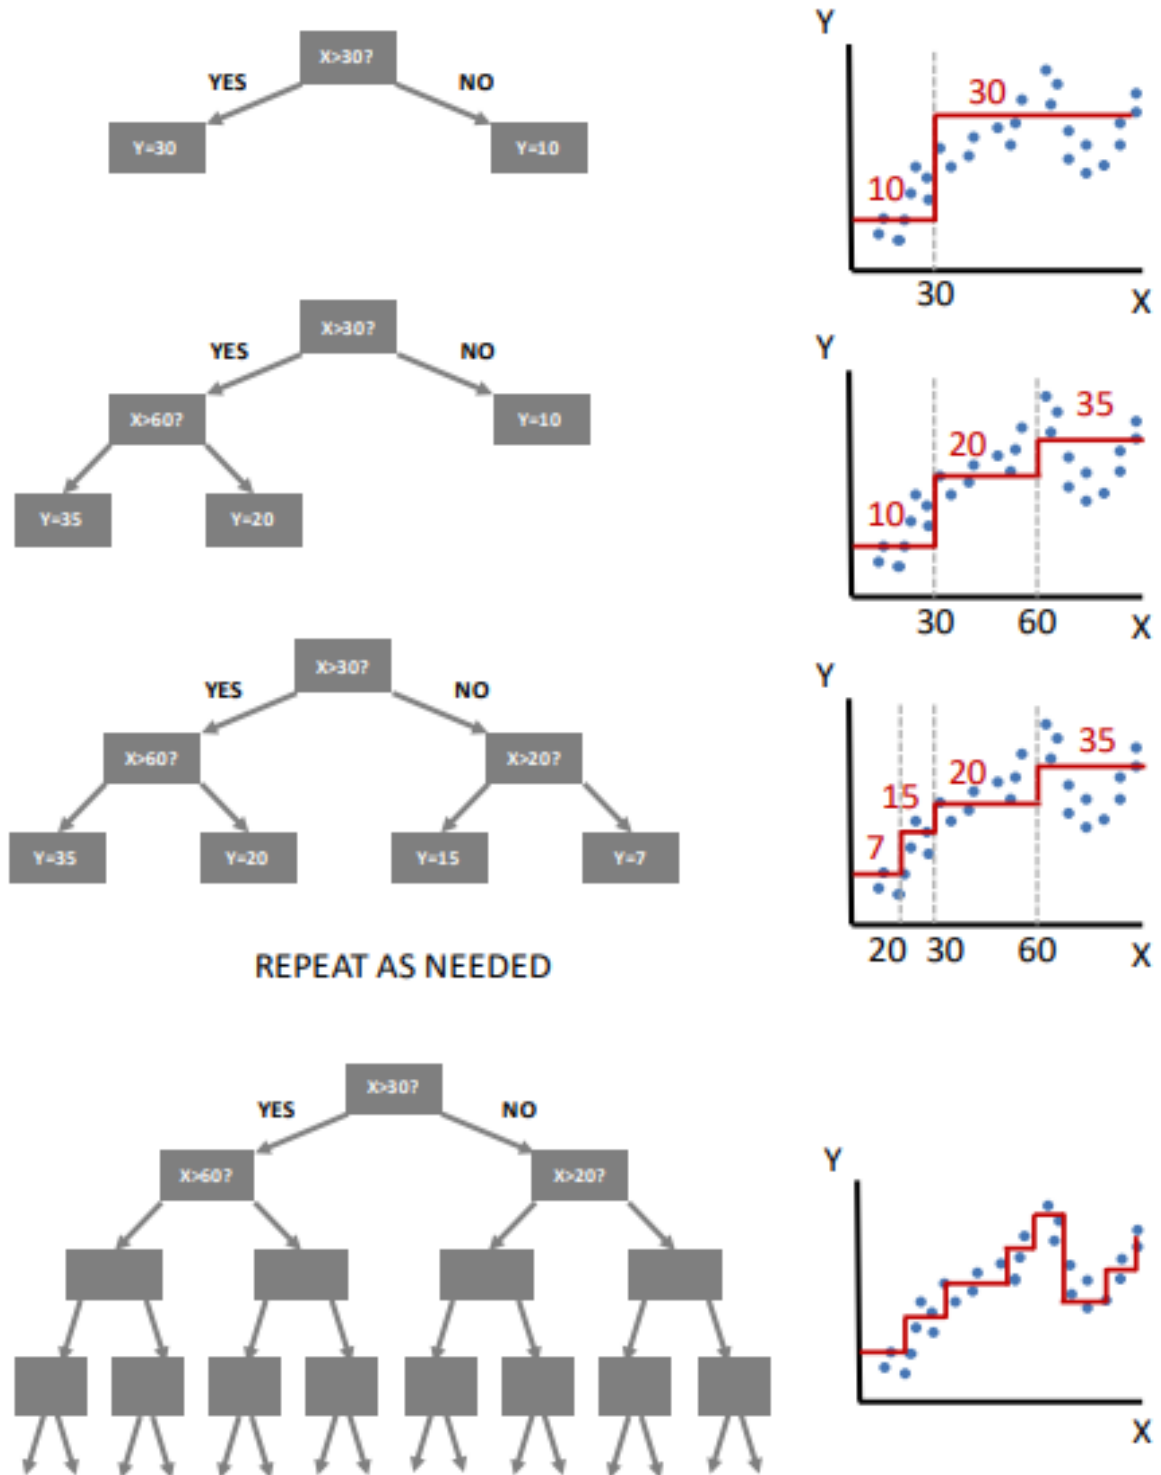 X>30?
YES NO
Y=30 Y=10
Y
30
10
30
X
X>30?
YES NO
X>60? Y=10
Y=35 Y=20
Y
35
20
10
30 60
X
X>30?
YES NO
X>60? X>20?
Y=35 Y=20 Y=15 Y=7
Y
35
20
15
7
20 30 60
X
REPEAT AS NEEDED
X>30?
YES NO
X>60? X>20?
Y
X